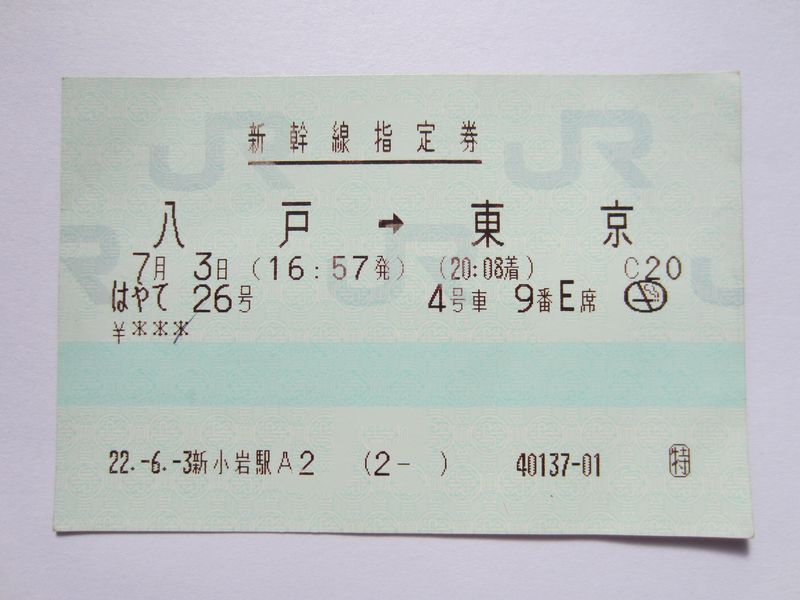 新幹線指定券
八戸 → 東京
7月 3日 (16:57発) (20:08着) C20
はやて 26号 4号車 9番E席
¥***
22.-6.-3新小岩駅A2 (2- ) 40137-01 特